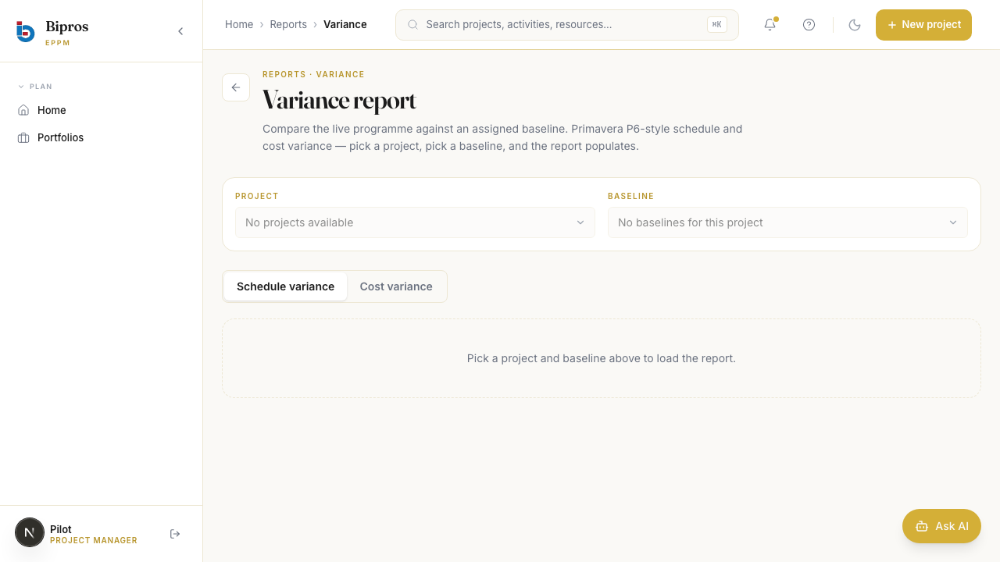 Bipros
EPPM
PLAN
Home
Portfolios
N
Pilot
PROJECT MANAGER
Home › Reports › Variance
Search projects, activities, resources...
⌘K
New project
REPORTS · VARIANCE
Variance report
Compare the live programme against an assigned baseline. Primavera P6-style schedule and
cost variance — pick a project, pick a baseline, and the report populates.
PROJECT
No projects available
BASELINE
No baselines for this project
Schedule variance
Cost variance
Pick a project and baseline above to load the report.
Ask AI